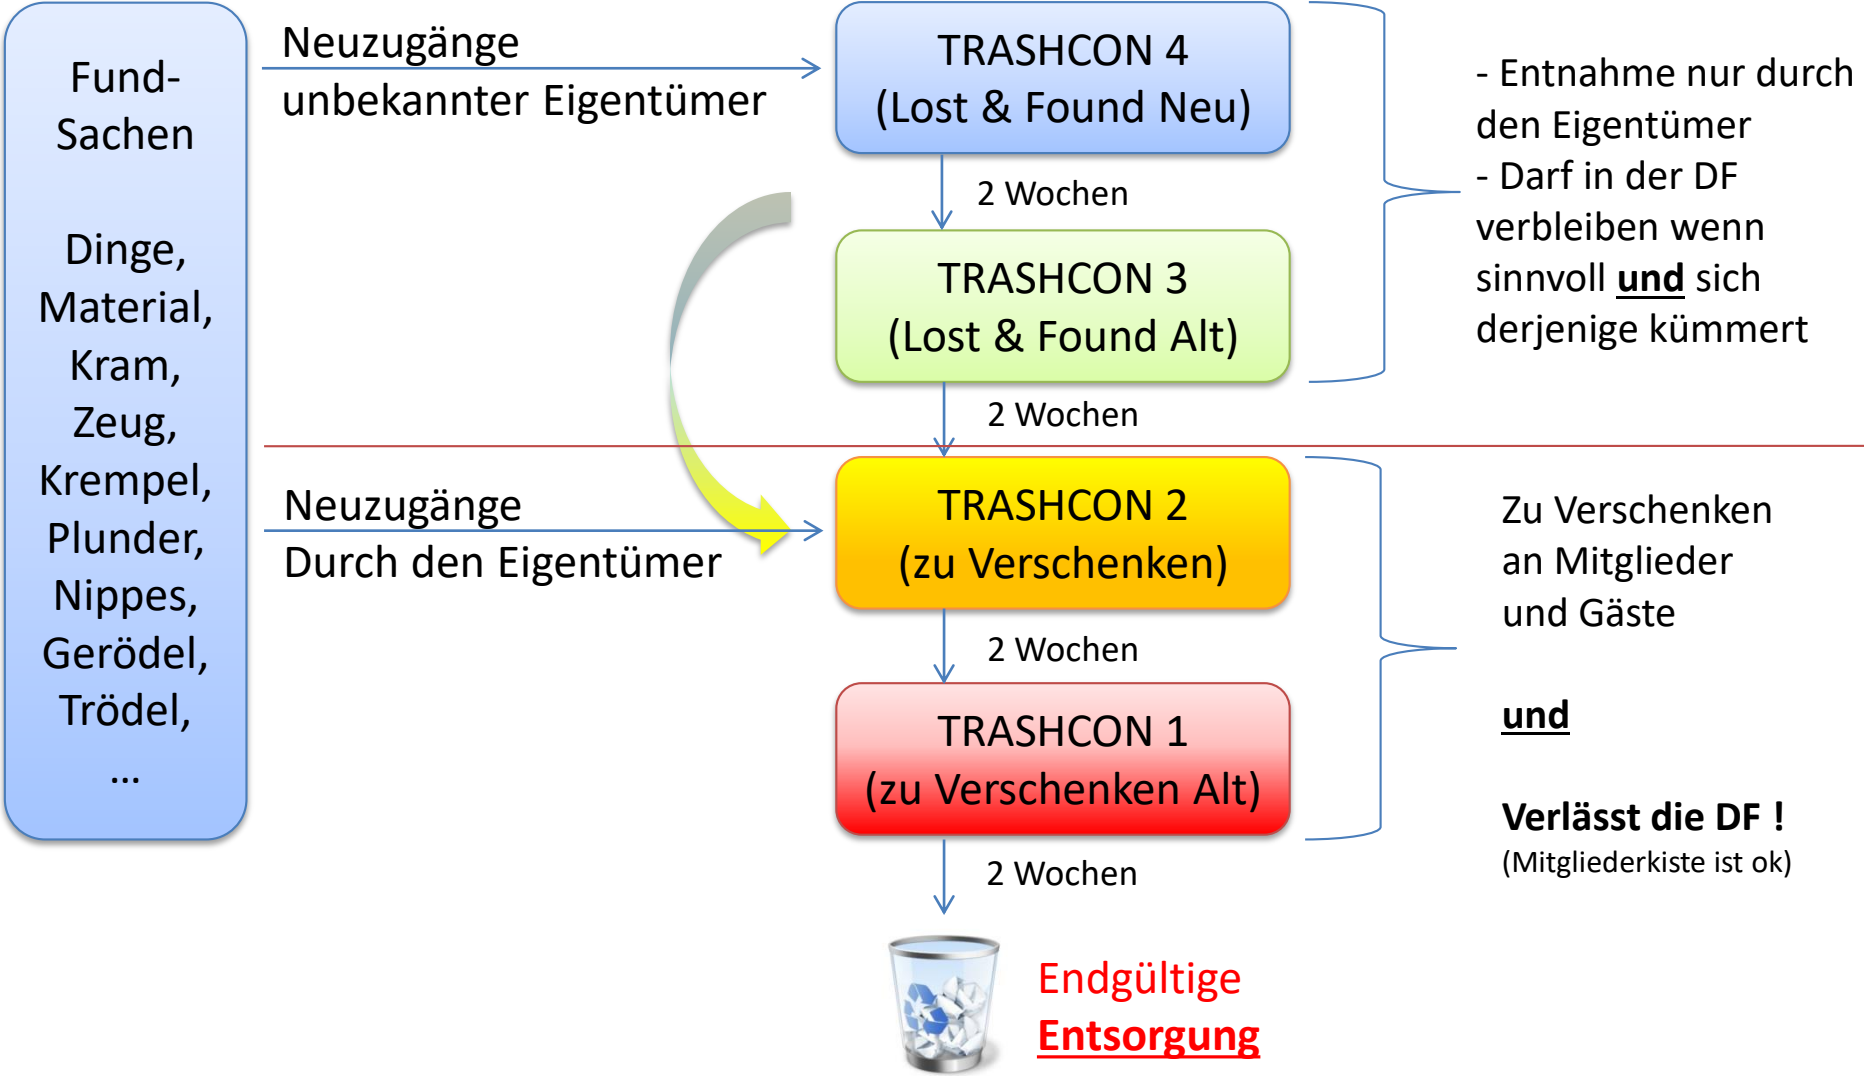 Fund-
Sachen
Dinge,
Material,
Kram,
Zeug,
Krempel,
Plunder,
Nippes,
Gerödel,
Trödel,
...
Neuzugänge
unbekannter Eigentümer
TRASHCON 4
(Lost & Found Neu)
2 Wochen
TRASHCON 3
(Lost & Found Alt)
2 Wochen
- Entnahme nur durch
den Eigentümer
- Darf in der DF
verbleiben wenn
sinnvoll und sich
derjenige kümmert
Neuzugänge
Durch den Eigentümer
TRASHCON 2
(zu Verschenken)
2 Wochen
TRASHCON 1
(zu Verschenken Alt)
2 Wochen
Zu Verschenken
an Mitglieder
und Gäste
und
Verlässt die DF !
(Mitgliederkiste ist ok)
Endgültige
Entsorgung